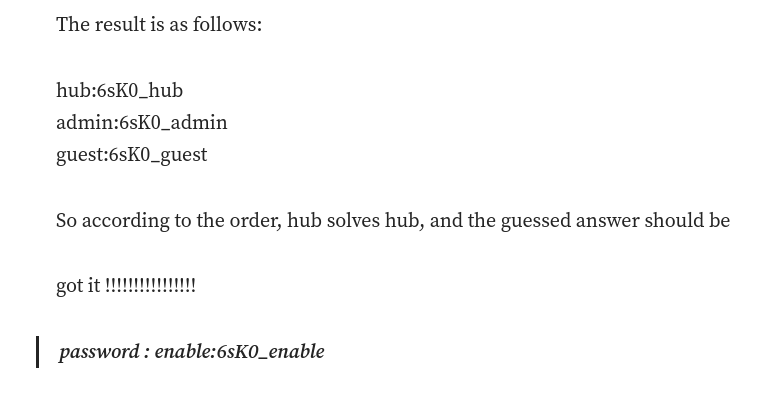 The result is as follows:
hub:6sK0_hub
admin:6sK0_admin
guest:6sK0_guest
So according to the order, hub solves hub, and the guessed answer should be
got it !!!!!!!!!!!!!!!!
password : enable:6sK0_enable